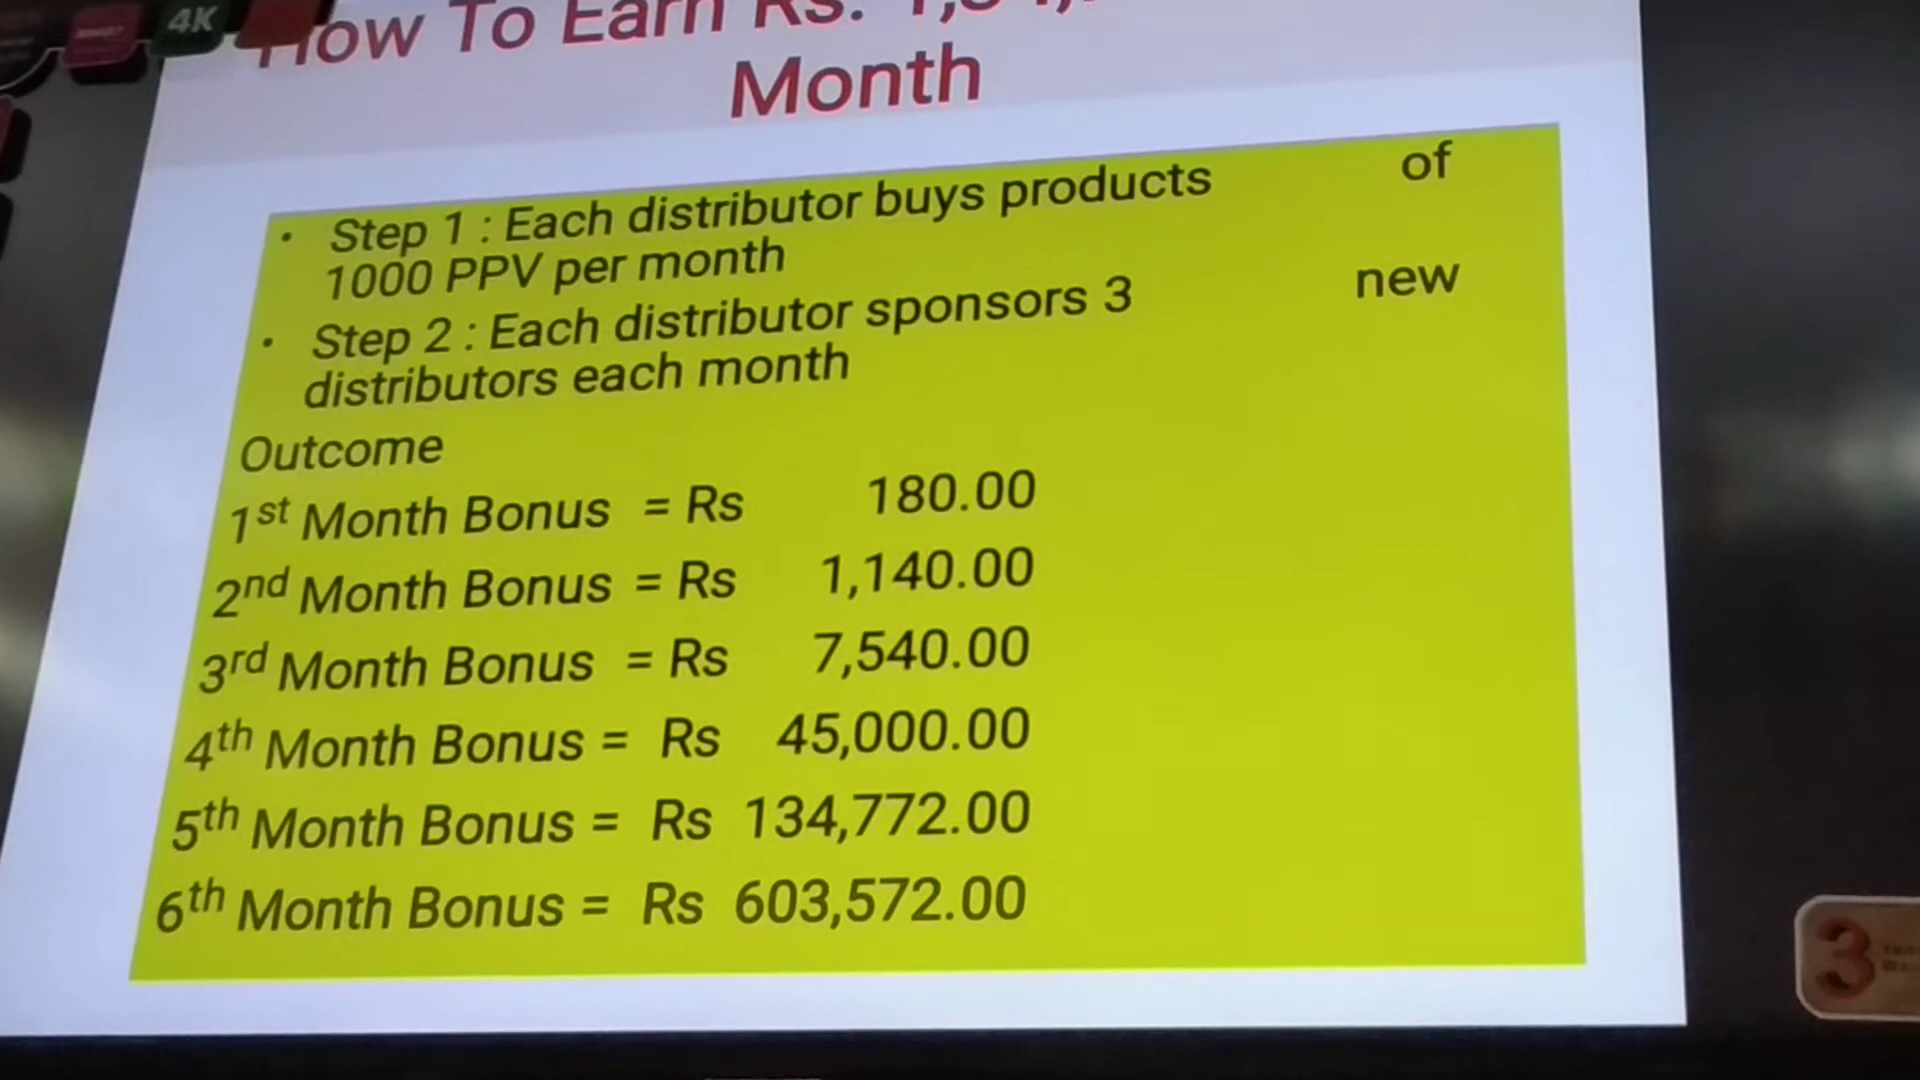 4K
How To Earn Rs.
Month
• Step 1 : Each distributor buys products of
1000 PPV per month
• Step 2 : Each distributor sponsors 3 new
distributors each month
Outcome
1st Month Bonus = Rs 180.00
2nd Month Bonus = Rs 1,140.00
3rd Month Bonus = Rs 7,540.00
4th Month Bonus = Rs 45,000.00
5th Month Bonus = Rs 134,772.00
6th Month Bonus = Rs 603,572.00
3